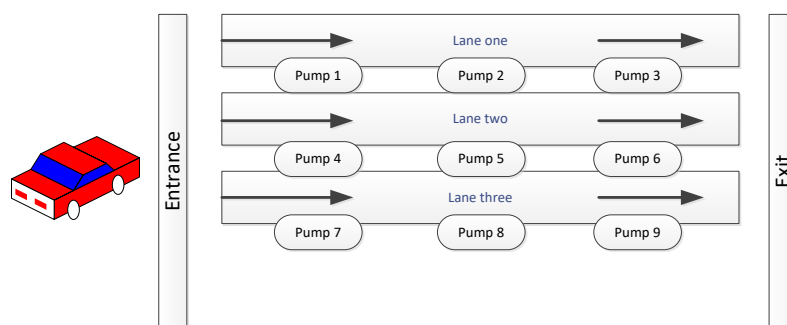 Lane one
Pump 1
Pump 2
Pump 3
Lane two
Entrance
Pump 4
Pump 5
Pump 6
Exit
Lane three
Pump 7
Pump 8
Pump 9